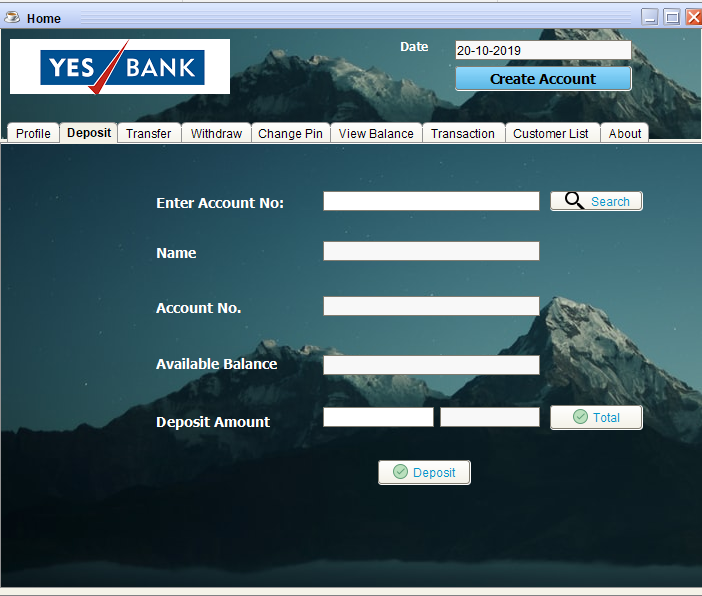 Home
YES BANK
Date
20-10-2019
Create Account
Profile
Deposit
Transfer
Withdraw
Change Pin
View Balance
Transaction
Customer List
About
Enter Account No:
Search
Name
Account No.
Available Balance
Deposit Amount
Total
Deposit